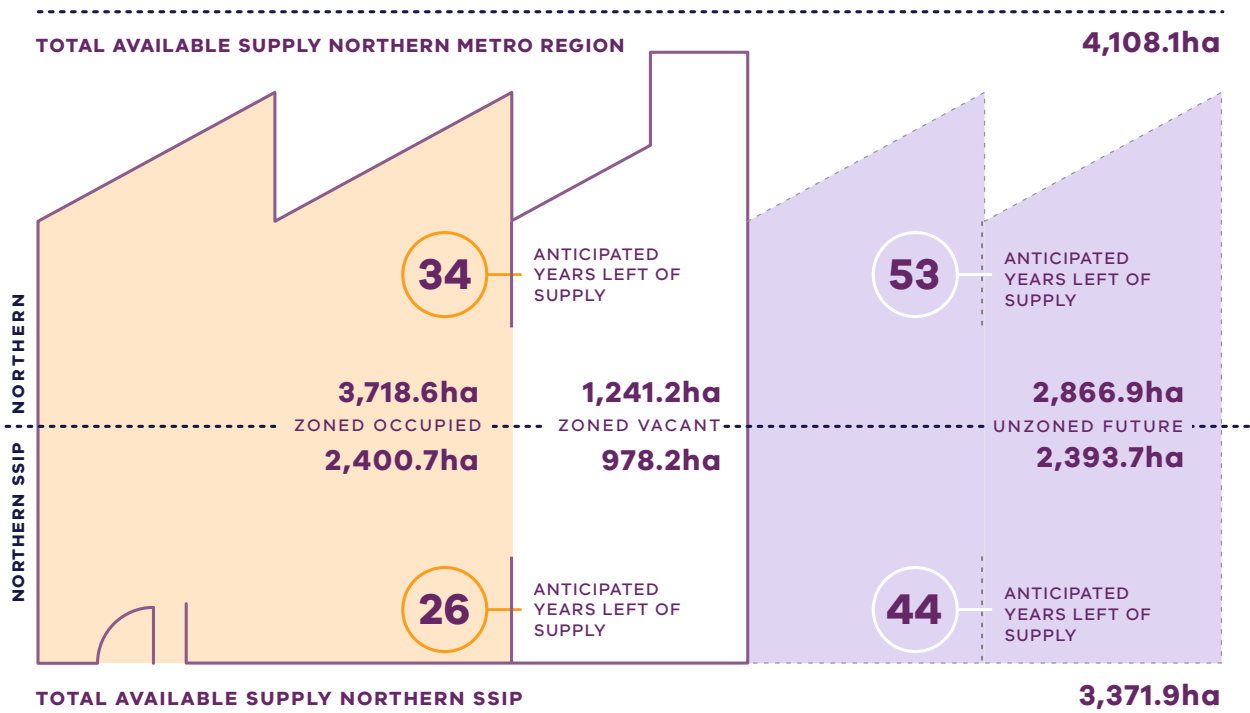 TOTAL AVAILABLE SUPPLY NORTHERN METRO REGION
4,108.1ha
34
ANTICIPATED
YEARS LEFT OF
SUPPLY
53
ANTICIPATED
YEARS LEFT OF
SUPPLY
NORTHERN
3,718.6ha
1,241.2ha
2,866.9ha
ZONED OCCUPIED
ZONED VACANT
UNZONED FUTURE
NORTHERN SSIP
2,400.7ha
978.2ha
2,393.7ha
26
ANTICIPATED
YEARS LEFT OF
SUPPLY
44
ANTICIPATED
YEARS LEFT OF
SUPPLY
TOTAL AVAILABLE SUPPLY NORTHERN SSIP
3,371.9ha